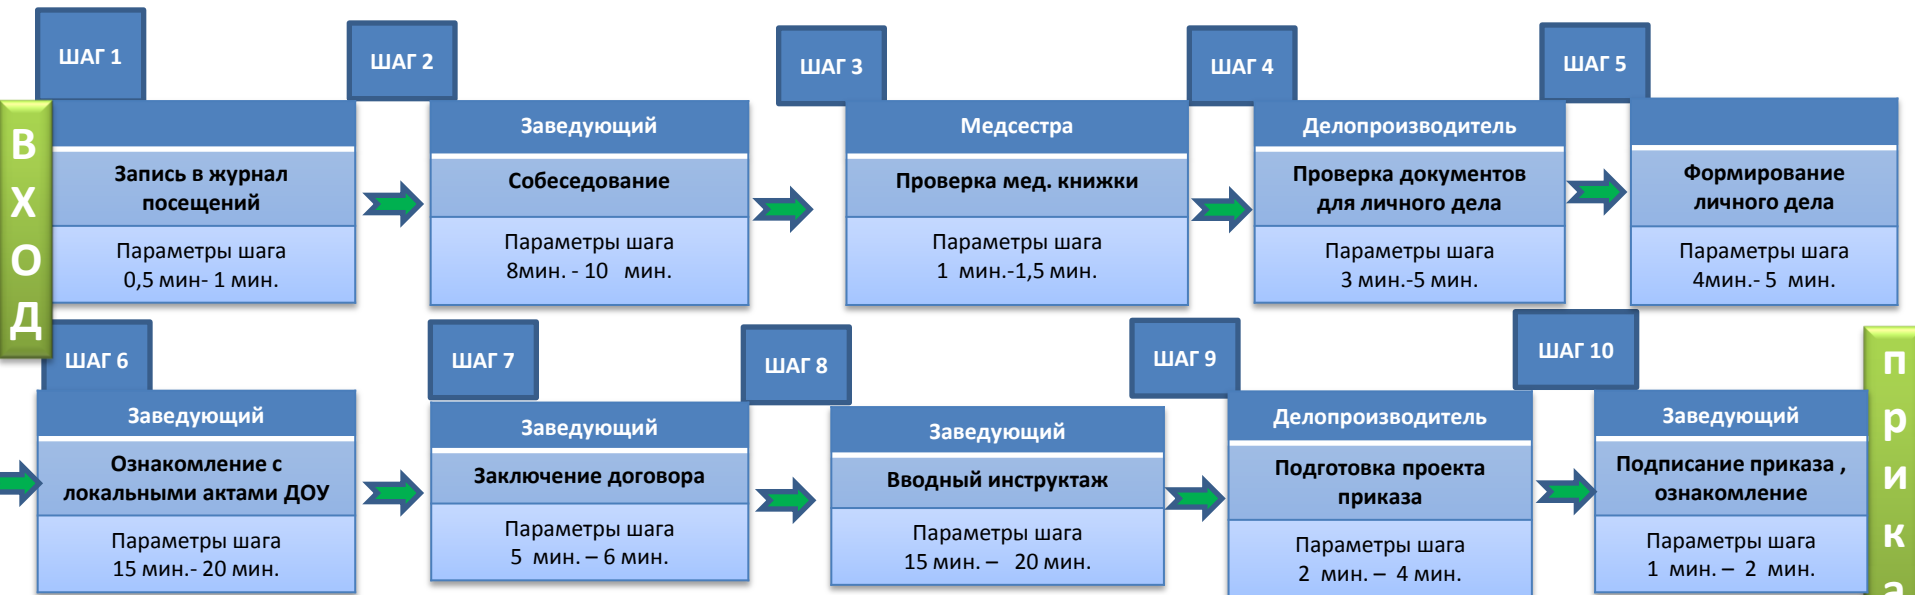 ШАГ 1
ШАГ 2
ШАГ 3
ШАГ 4
ШАГ 5
ВХОД
Запись в журнал
посещений
Параметры шага
0,5 мин- 1 мин.
Заведующий
Собеседование
Параметры шага
8мин. - 10 мин.
Медсестра
Проверка мед. книжки
Параметры шага
1 мин.-1,5 мин.
Делопроизводитель
Проверка документов
для личного дела
Параметры шага
3 мин.-5 мин.
Формирование
личного дела
Параметры шага
4мин.- 5 мин.
ШАГ 6
ШАГ 7
ШАГ 8
ШАГ 9
ШАГ 10
Заведующий
Ознакомление с
локальными актами ДОУ
Параметры шага
15 мин.- 20 мин.
Заведующий
Заключение договора
Параметры шага
5 мин. – 6 мин.
Заведующий
Вводный инструктаж
Параметры шага
15 мин. – 20 мин.
Делопроизводитель
Подготовка проекта
приказа
Параметры шага
2 мин. – 4 мин.
Заведующий
Подписание приказа ,
ознакомление
Параметры шага
1 мин. – 2 мин.
прика